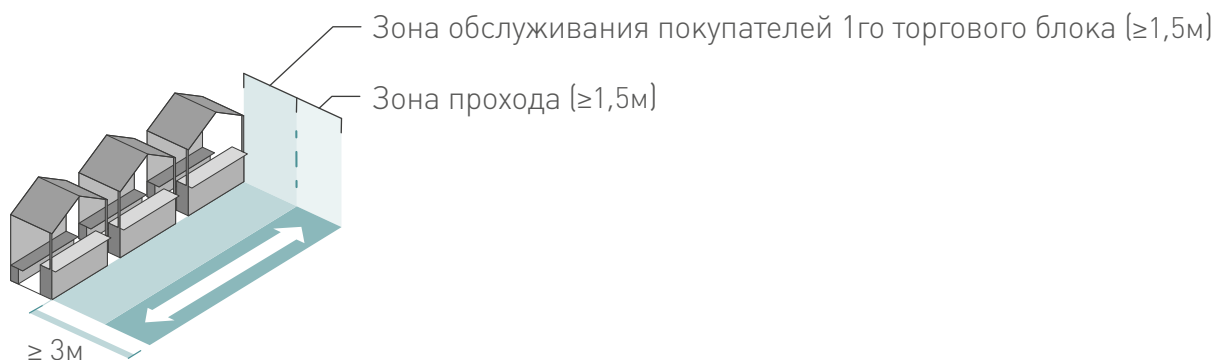 Зона обслуживания покупателей 1го торгового блока (≥1,5м)
Зона прохода (≥1,5м)
≥ 3м